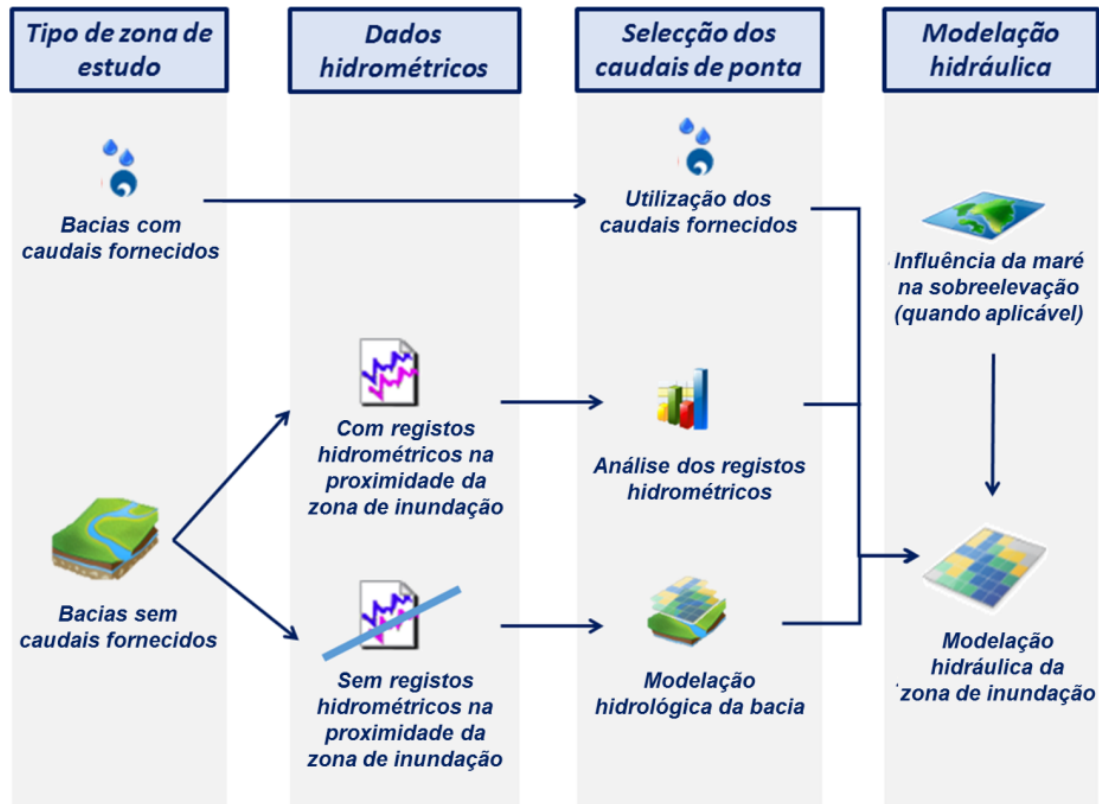 Tipo de zona de
estudo
Dados
hidrométricos
Selecção dos
caudais de ponta
Modelação
hidráulica
Bacias com
caudais fornecidos
Utilização dos
caudais fornecidos
Influência da maré
na sobreelevação
(quando aplicável)
Com registos
hidrométricos na
proximidade da
zona de inundação
Análise dos registos
hidrométricos
Bacias sem
caudais fornecidos
Sem registos
hidrométricos na
proximidade da
zona de inundação
Modelação
hidrológica da bacia
Modelação
hidráulica da
zona de inundação